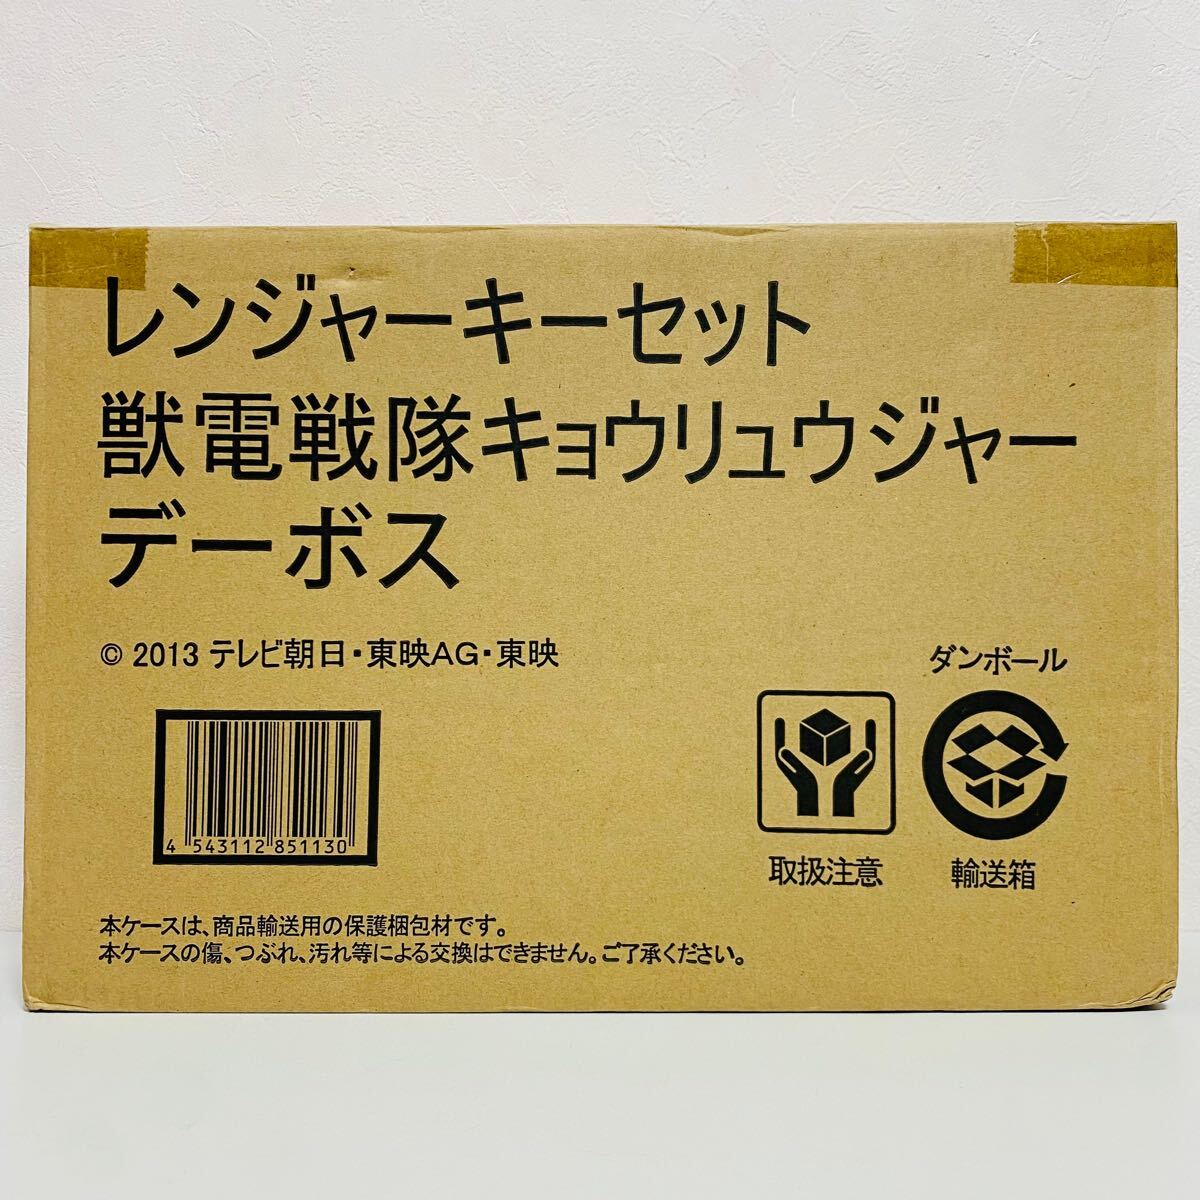 レンジャーキーセット
獣電戦隊キョウリュウジャー
デーボス
© 2013 テレビ朝日・東映AG・東映
ダンボール
4 543112 851130
取扱注意
輸送箱
本ケースは、商品輸送用の保護梱包材です。
本ケースの傷、つぶれ、汚れ等による交換はできません。ご了承ください。